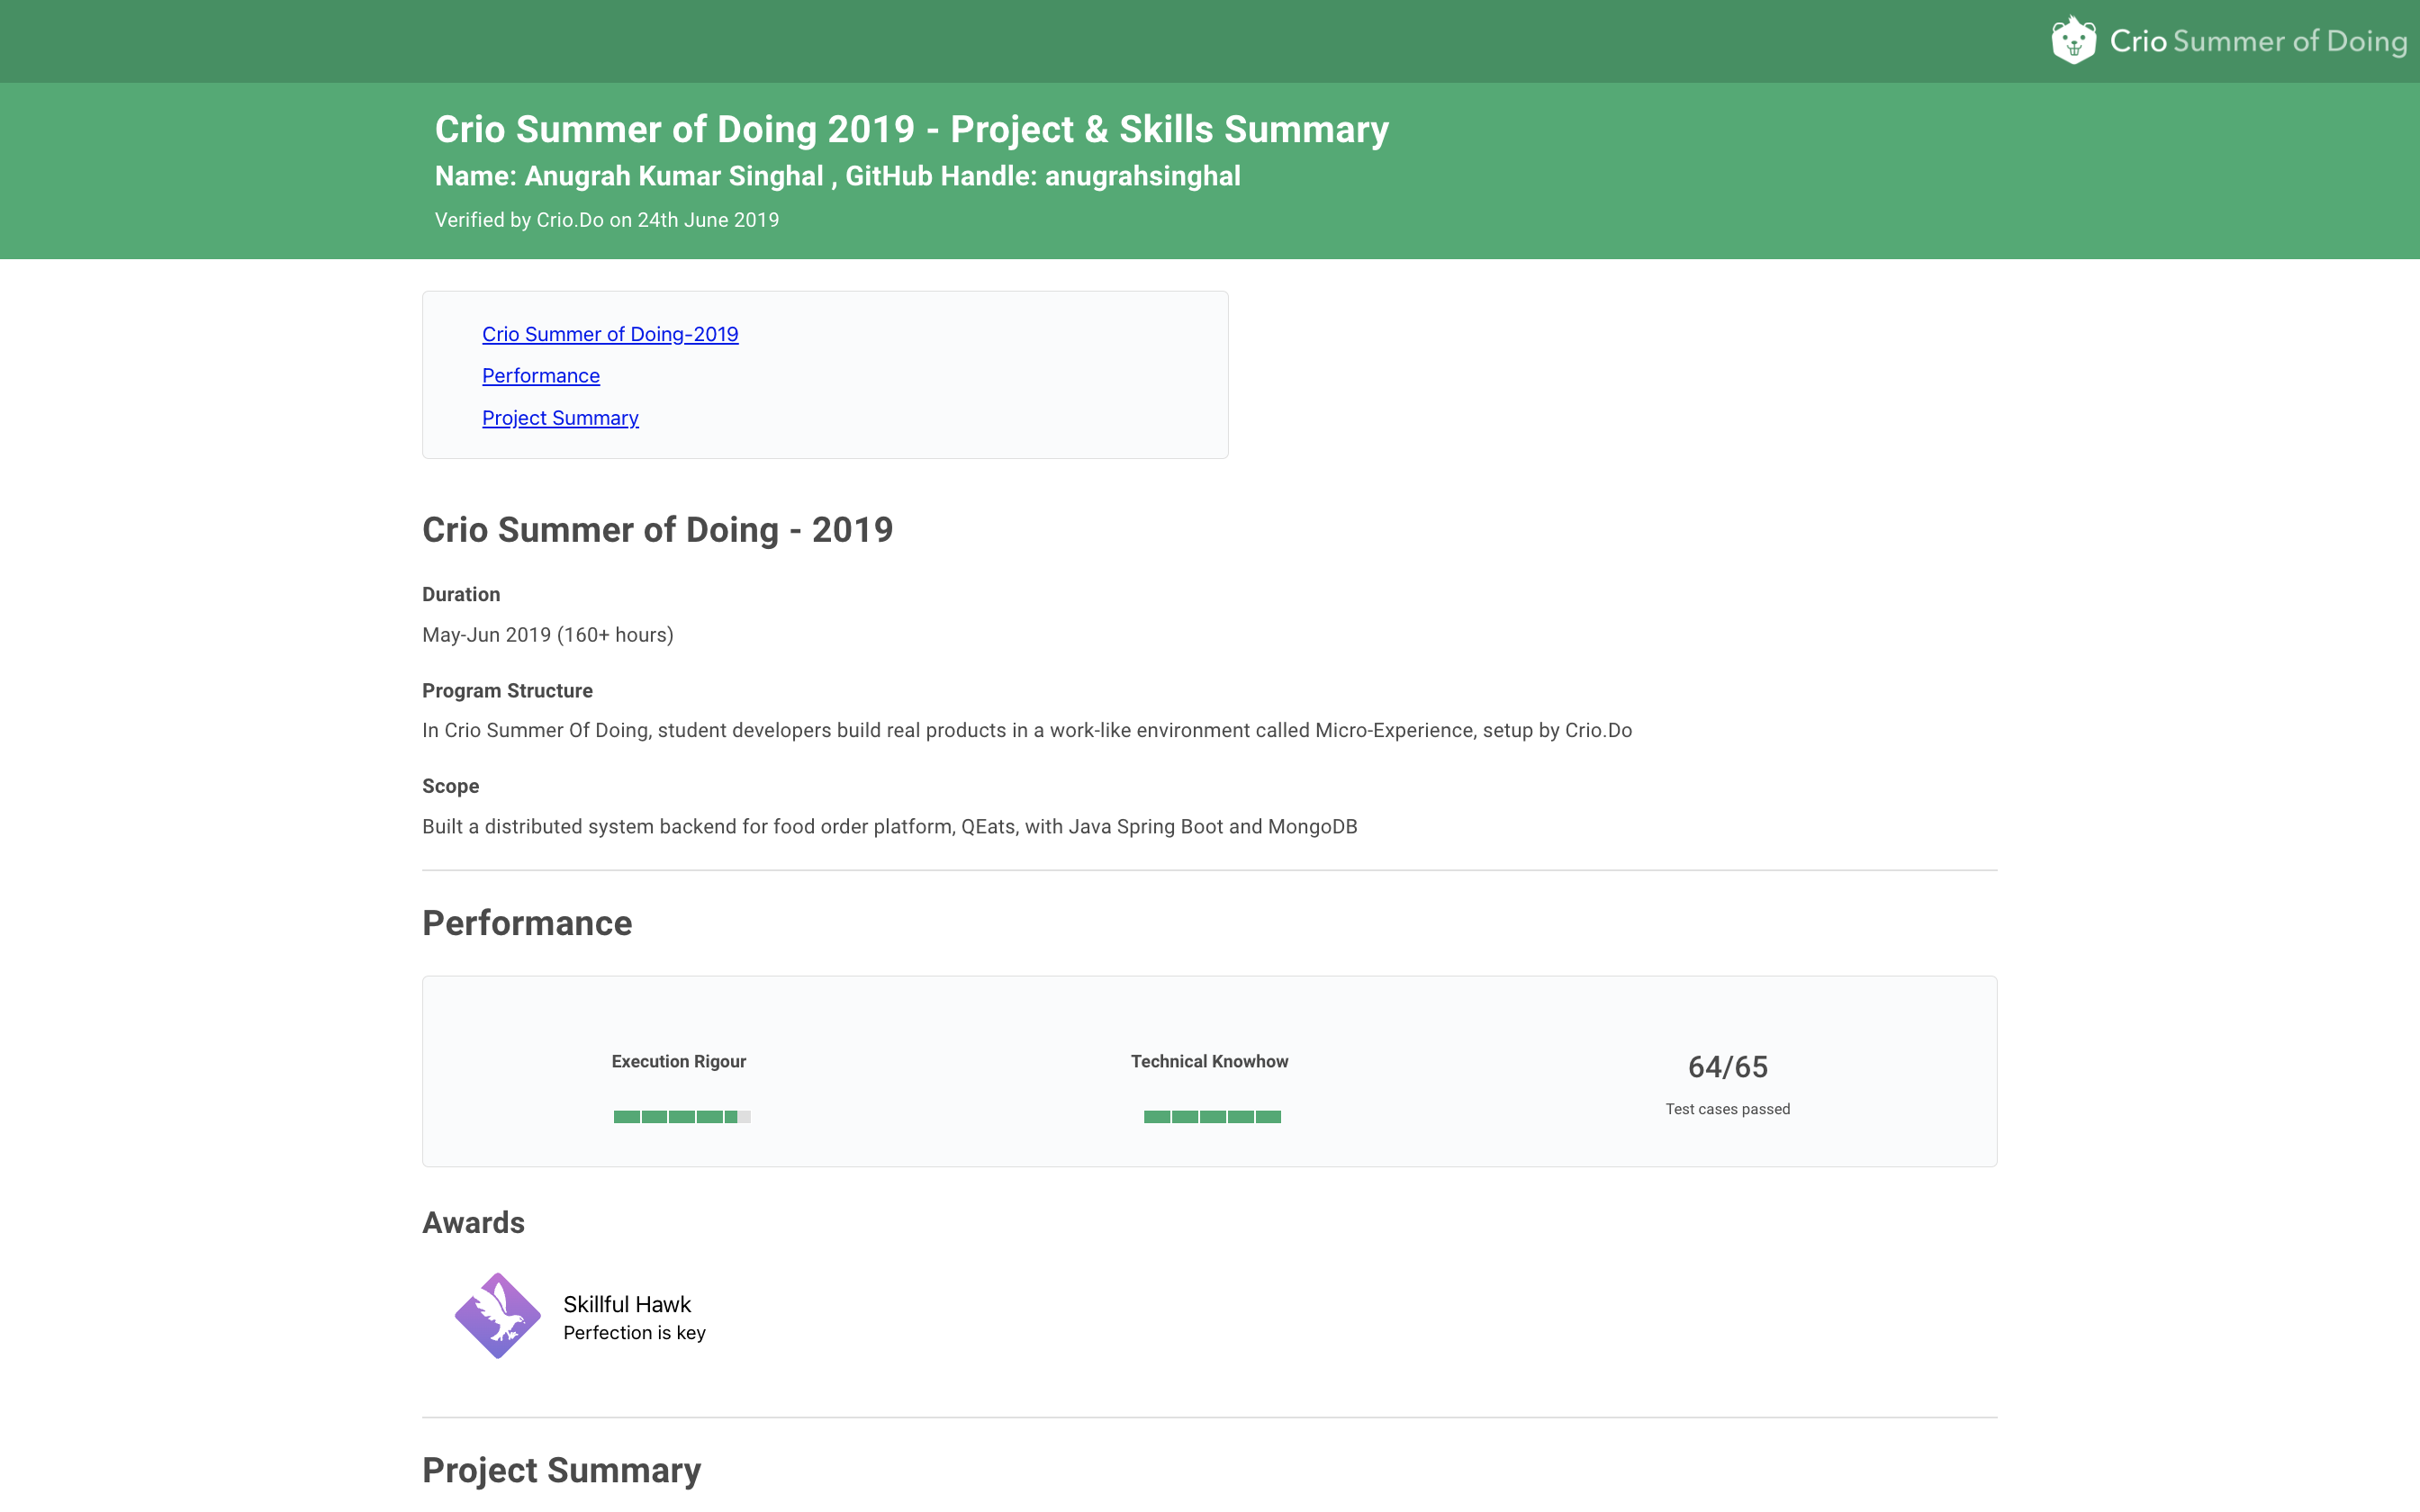 Crio Summer of Doing
Crio Summer of Doing 2019 - Project & Skills Summary
Name: Anugrah Kumar Singhal , GitHub Handle: anugrahsinghal
Verified by Crio.Do on 24th June 2019
Crio Summer of Doing-2019
Performance
Project Summary
Crio Summer of Doing - 2019
Duration
May-Jun 2019 (160+ hours)
Program Structure
In Crio Summer Of Doing, student developers build real products in a work-like environment called Micro-Experience, setup by Crio.Do
Scope
Built a distributed system backend for food order platform, QEats, with Java Spring Boot and MongoDB
Performance
Execution Rigour
Technical Knowhow
64/65
Test cases passed
Awards
Skillful Hawk
Perfection is key
Project Summary